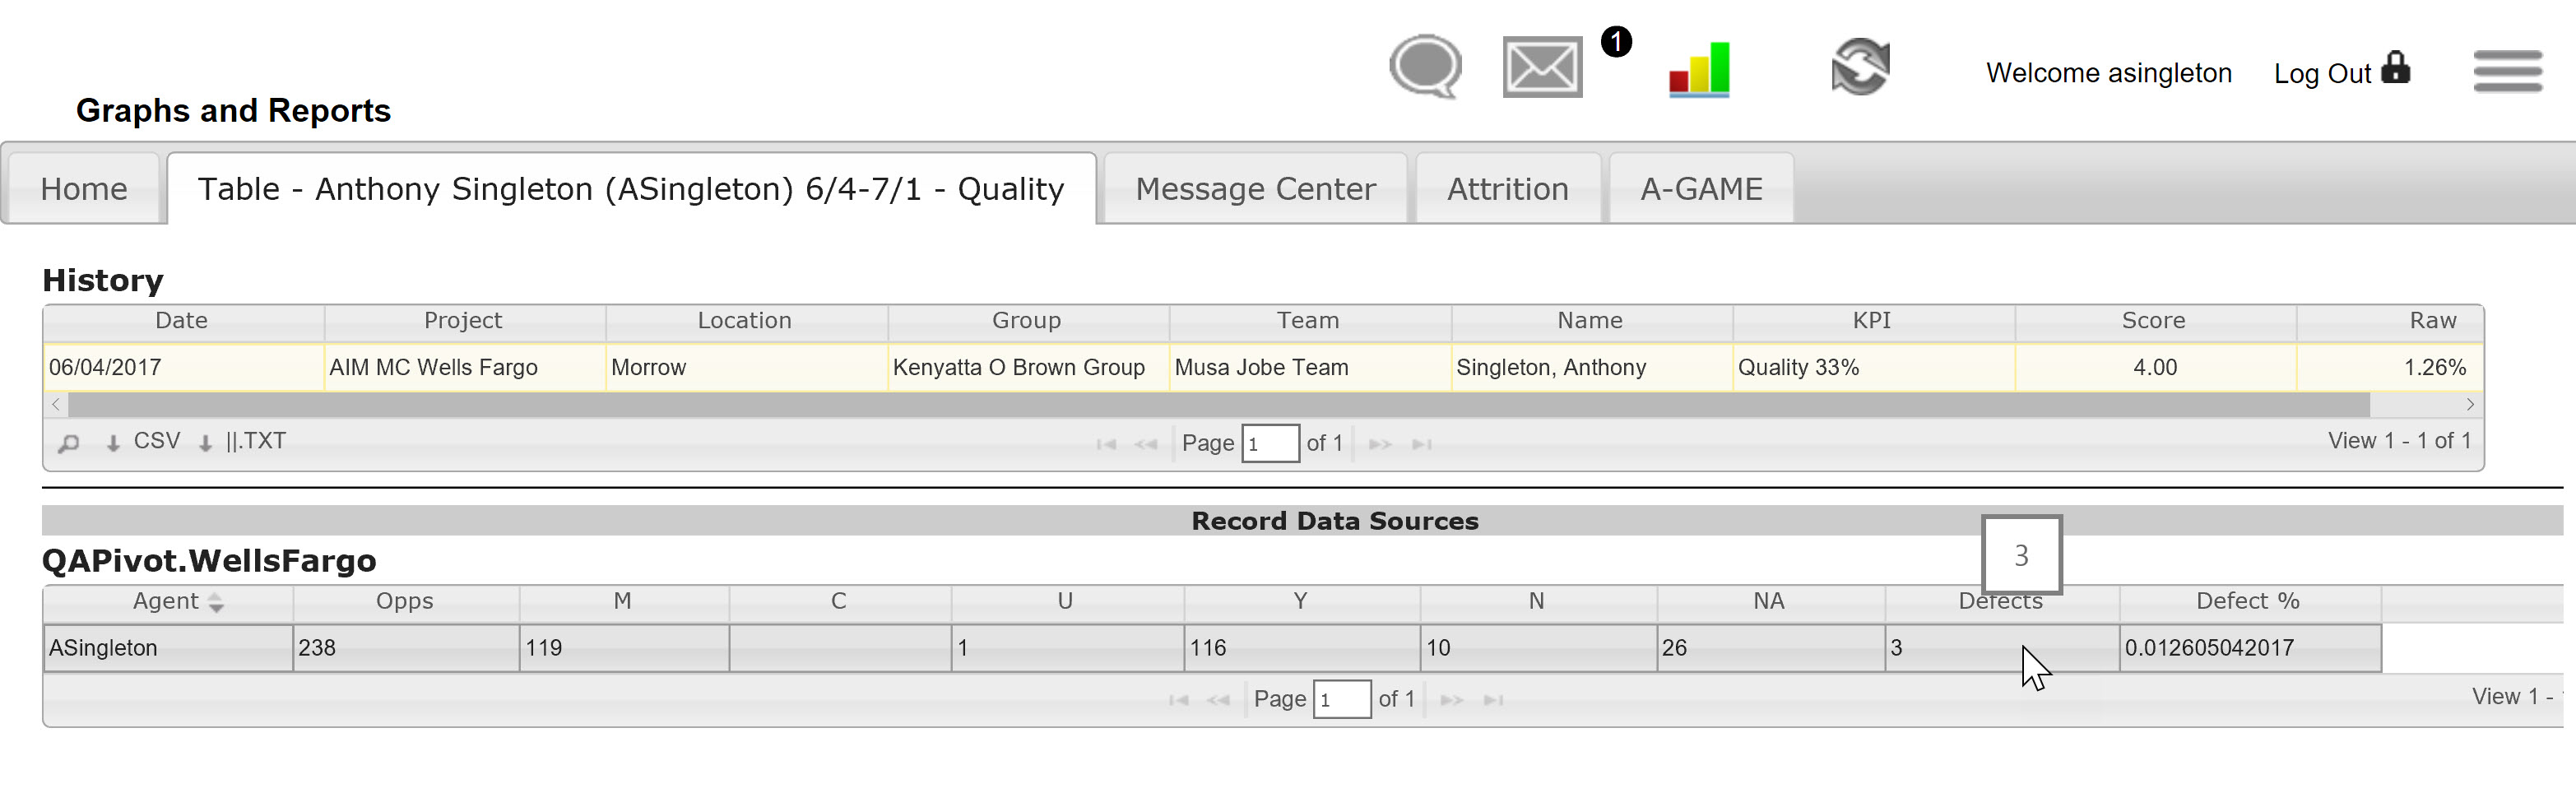 1
Welcome asingleton Log Out
Graphs and Reports
Home Table - Anthony Singleton (ASingleton) 6/4-7/1 - Quality Message Center Attrition A-GAME
History
Date Project Location Group Team Name KPI Score Raw
06/04/2017 AIM MC Wells Fargo Morrow Kenyatta O Brown Group Musa Jobe Team Singleton, Anthony Quality 33% 4.00 1.26%
CSV ||.TXT Page 1 of 1 View 1 - 1 of 1
Record Data Sources
QAPivot.WellsFargo
3
Agent Opps M C U Y N NA Defects Defect %
ASingleton 238 119 1 116 10 26 3 0.012605042017
Page 1 of 1 View 1 -